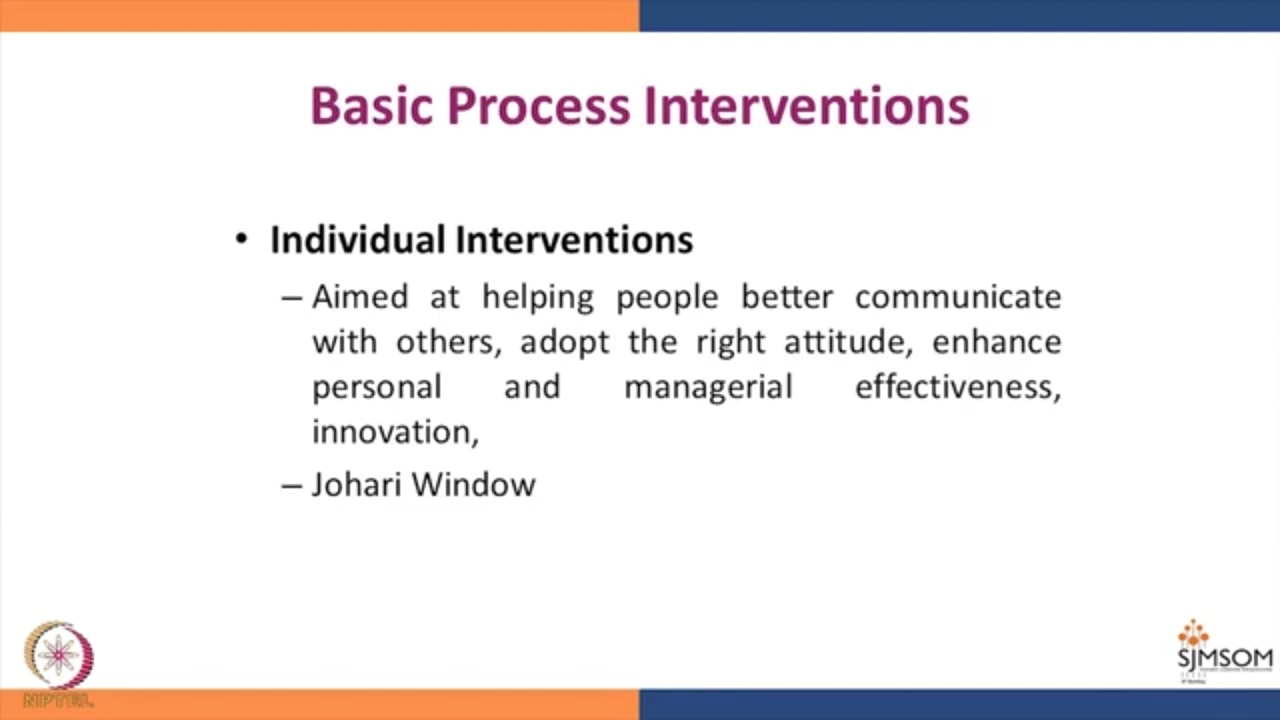 Basic Process Interventions
• Individual Interventions
– Aimed at helping people better communicate
with others, adopt the right attitude, enhance
personal and managerial effectiveness,
innovation,
– Johari Window
NPTEL
SJMSOM